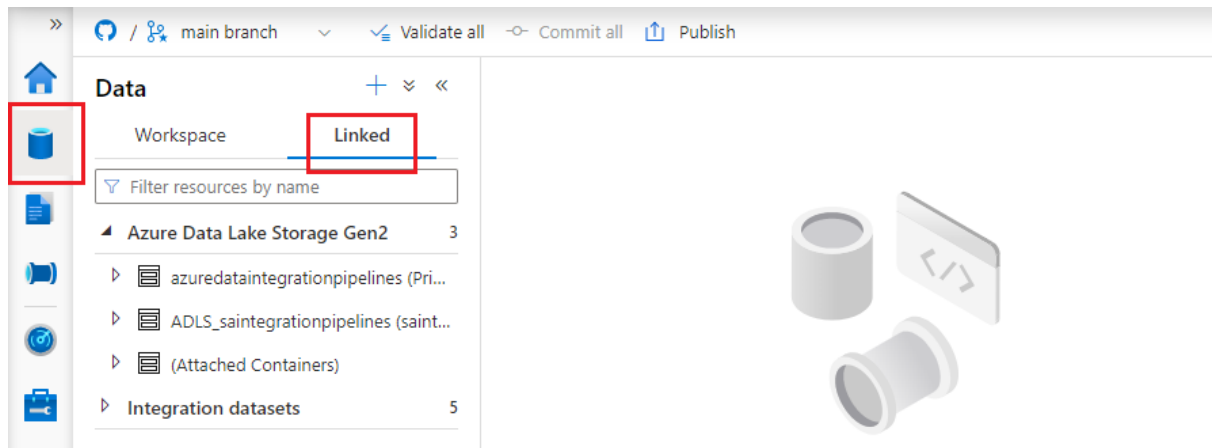 / main branch Validate all Commit all Publish
Data
Workspace Linked
Filter resources by name
Azure Data Lake Storage Gen2 3
azuredataintegrationpipelines (Pri...
ADLS_saintegrationpipelines (saint...
(Attached Containers)
Integration datasets 5